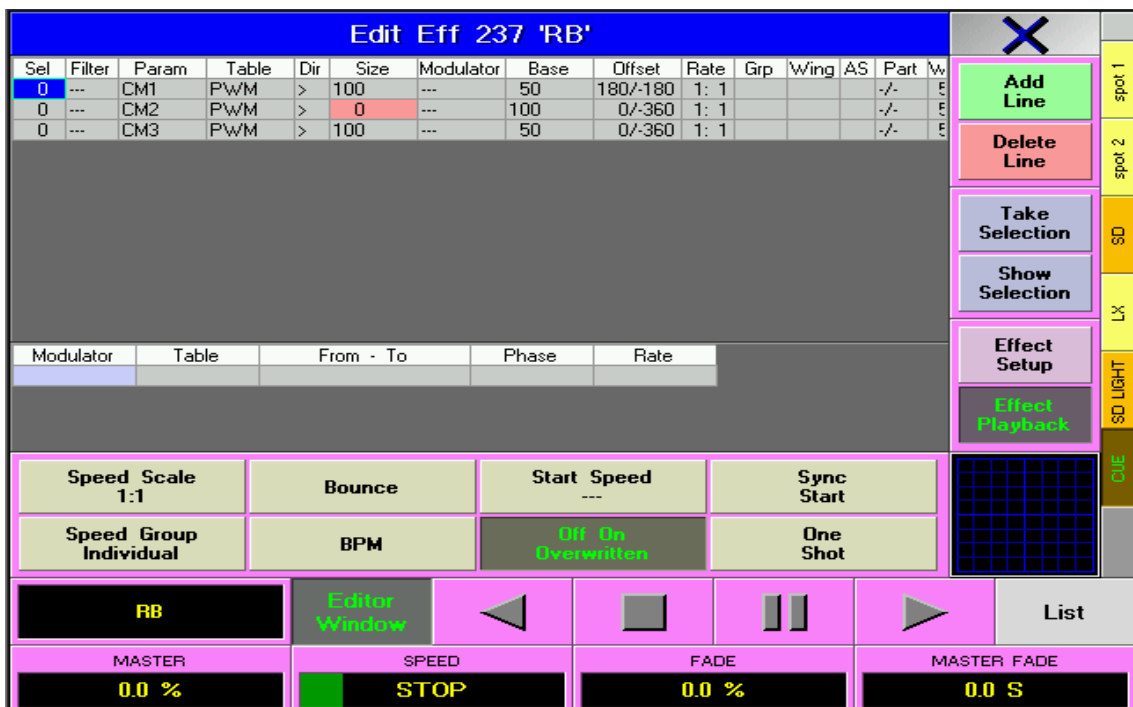 Edit Eff 237 'RB'
Sel Filter Param Table Dir Size Modulator Base Offset Rate Grp Wing AS Part W
0 --- CM1 PWM > 100 --- 50 180/-180 1: 1 -/- 5
0 --- CM2 PWM > 0 --- 100 0/-360 1: 1 -/- 5
0 --- CM3 PWM > 100 --- 50 0/-360 1: 1 -/- 5
Add
Line
Delete
Line
Take
Selection
Show
Selection
Effect
Setup
Effect
Playback
spot 1
spot 2
SD
LX
SD LIGHT
CUE
Modulator Table From - To Phase Rate
Speed Scale
1:1
Bounce
Start Speed
---
Sync
Start
Speed Group
Individual
BPM
Off On
Overwritten
One
Shot
RB
Editor
Window
List
MASTER
0.0 %
SPEED
STOP
FADE
0.0 %
MASTER FADE
0.0 S